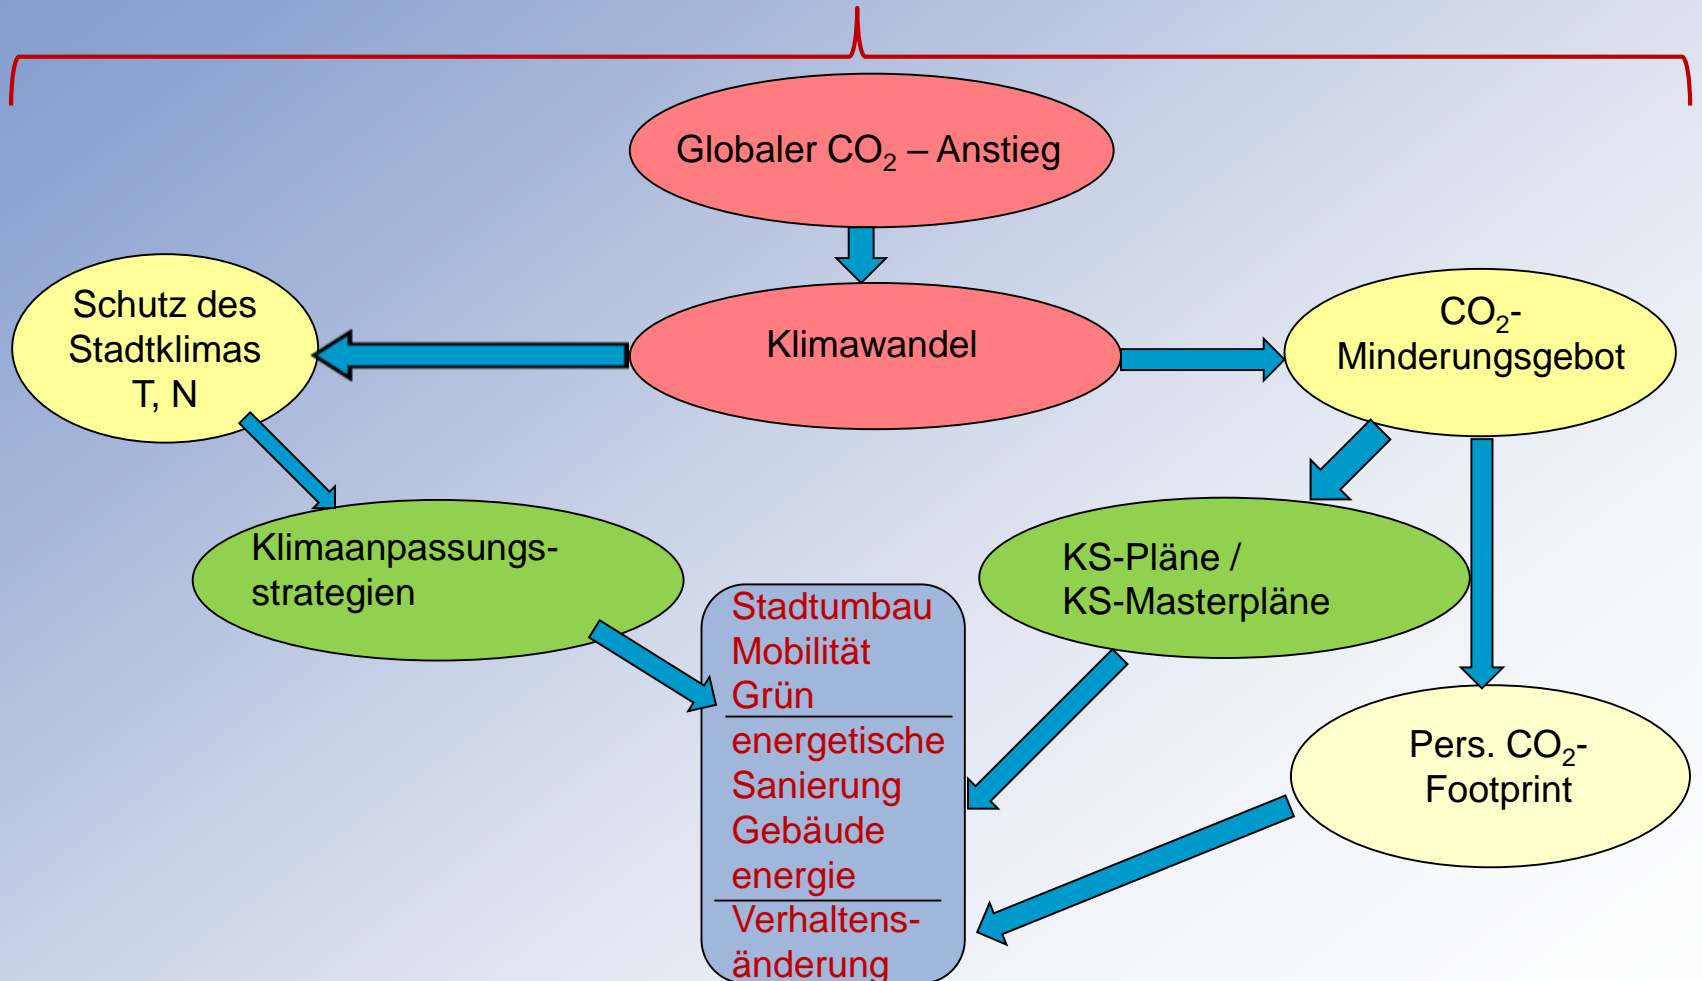 Globaler CO₂ – Anstieg
Schutz des
Stadtklimas
T, N
Klimawandel
CO₂-
Minderungsgebot
Klimaanpassungs-
strategien
KS-Pläne /
KS-Masterpläne
Stadtumbau
Mobilität
Grün
energetische
Sanierung
Gebäude
energie
Verhaltens-
änderung
Pers. CO₂-
Footprint